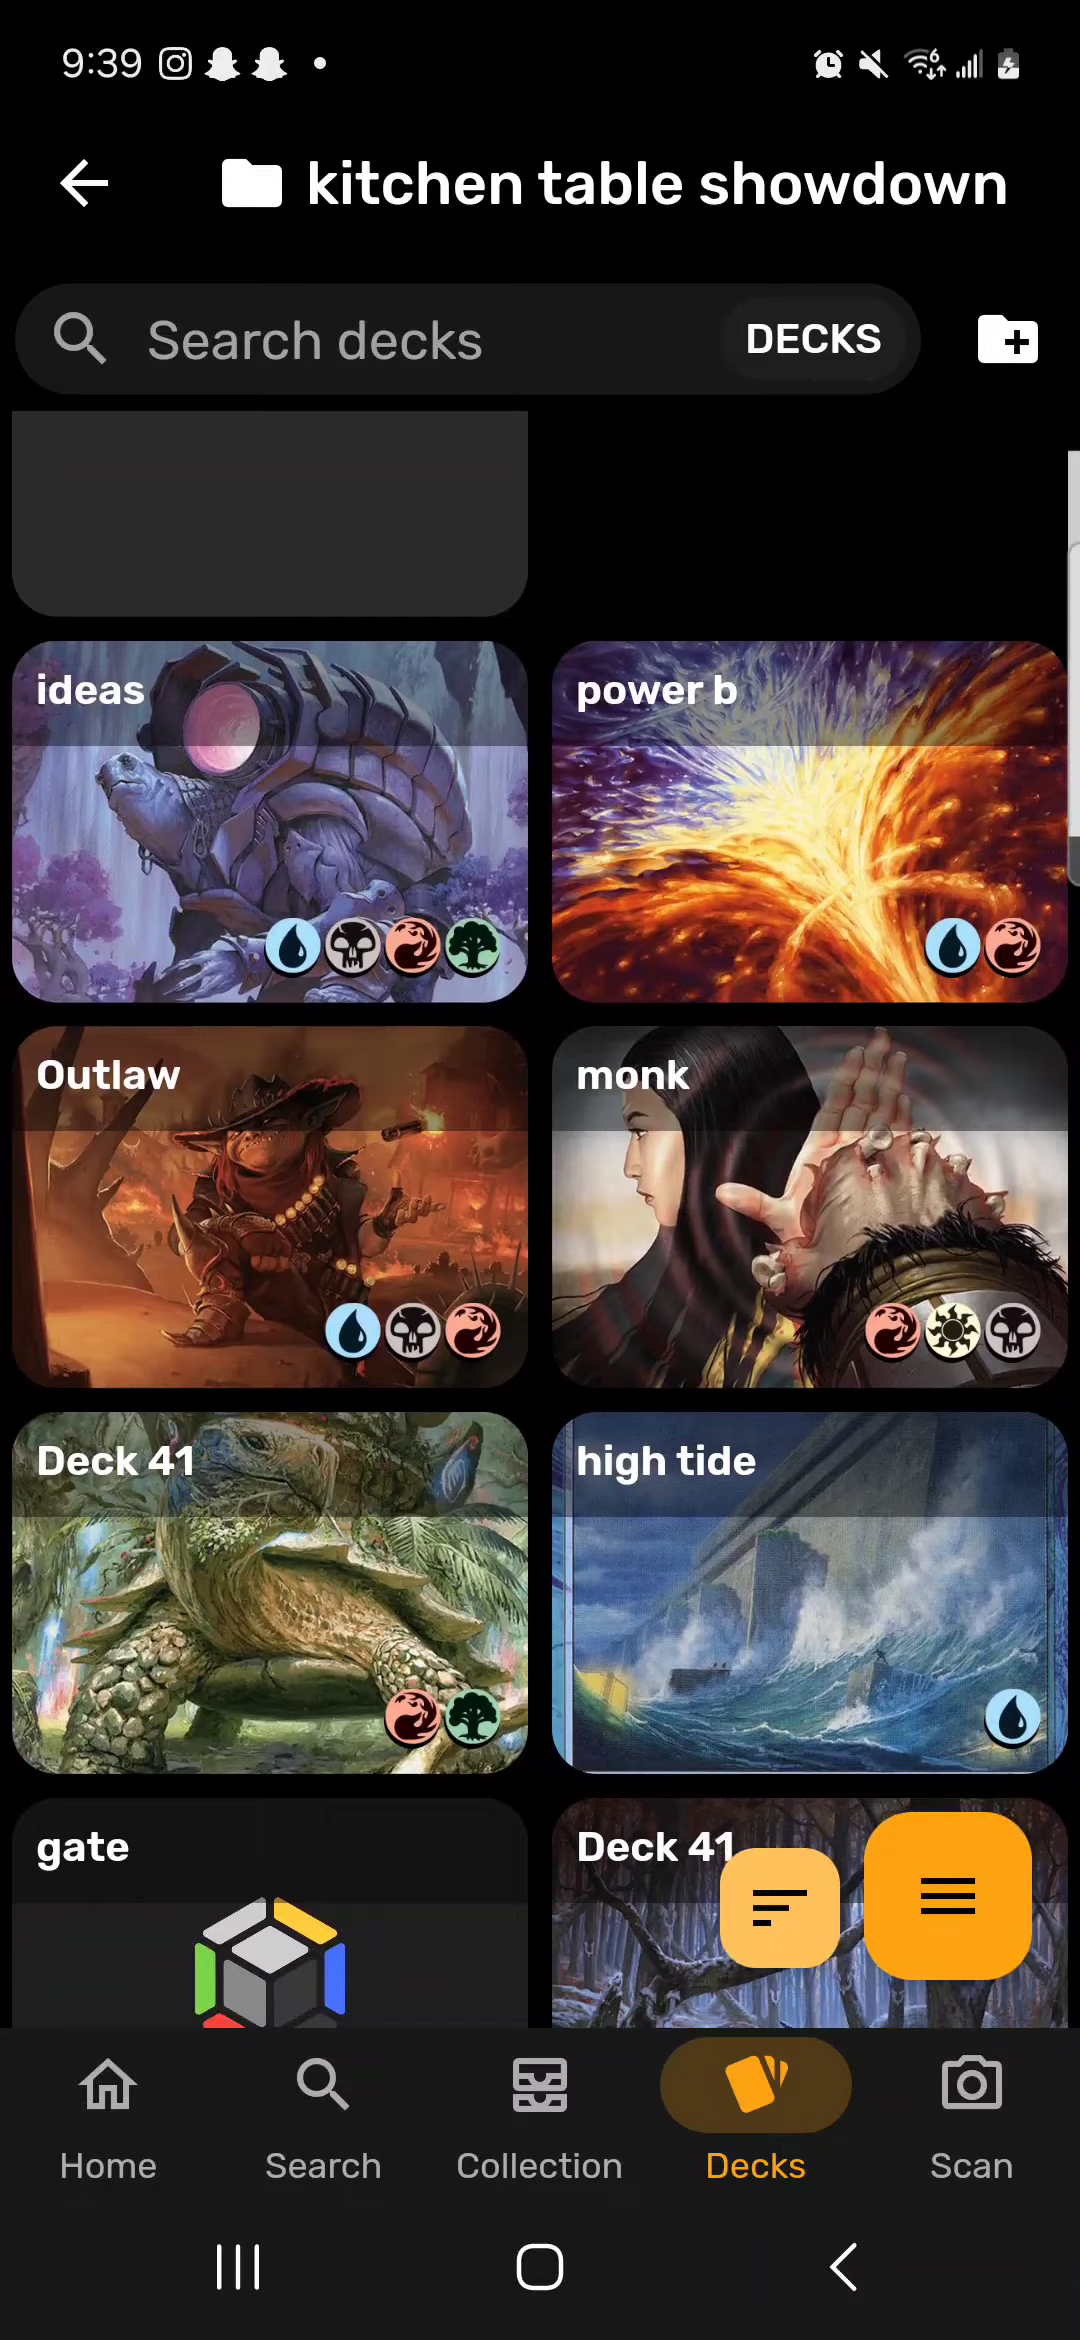 9:39
kitchen table showdown
Search decks
DECKS
ideas
power b
Outlaw
monk
Deck 41
high tide
gate
Deck 41
Home
Search
Collection
Decks
Scan